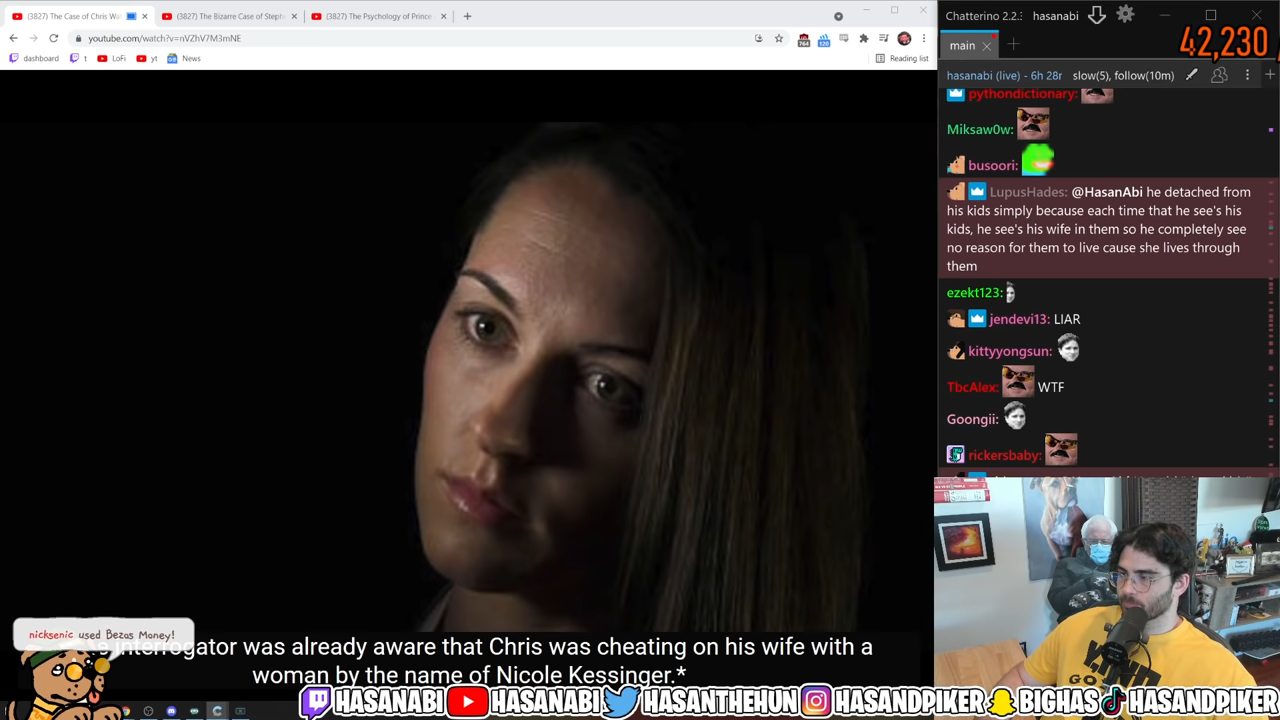 (3827) The Case of Chris Wa
(3827) The Bizarre Case of Steph
(3827) The Psychology of Prince
youtube.com/watch?v=nVZhV7M3mNE
764
120
dashboard
t
LoFi
yt
News
Reading list
Chatterino 2.2.
hasanabi
42,230
main
hasanabi (live) - 6h 28
slow(5), follow(10m)
pythondictionary:
Miksaw0w:
busoori:
LupusHades: @HasanAbi he detached from
his kids simply because each time that he see's his
kids, he see's his wife in them so he completely see
no reason for them to live cause she lives through
them
ezekt123:
jendevi13: LIAR
kittyyongsun:
TbcAlex: WTF
Goongii:
rickersbaby:
nicksenic used Bezos Money!
interrogator was already aware that Chris was cheating on his wife with a
woman by the name of Nicole Kessinger.*
HASANABI HASANABI HASANTHEHUN HASANDPIKER BIGHAS HASANDPIKER